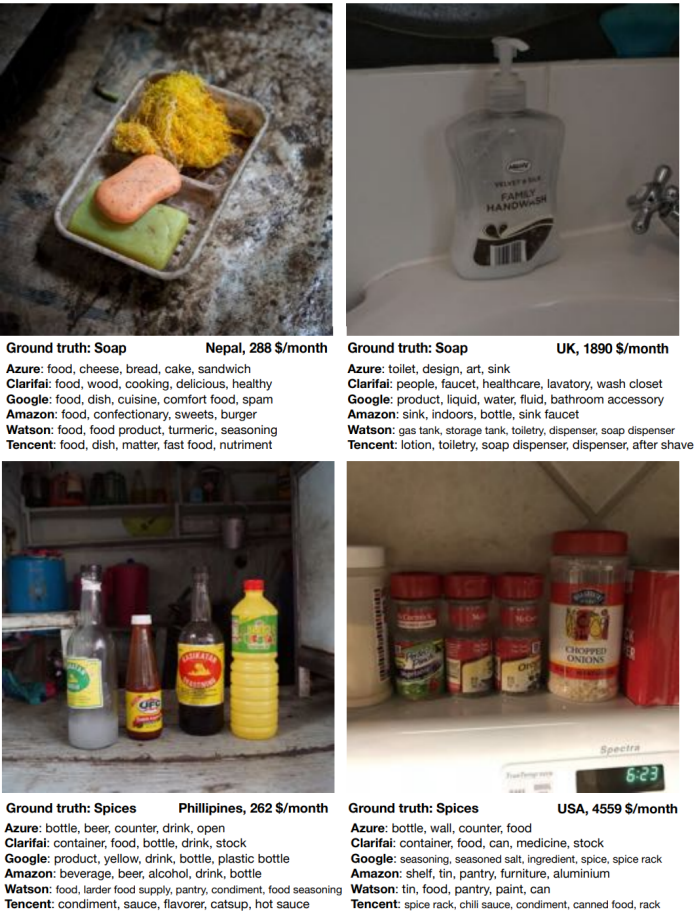 VELVET & SILK
FAMILY
HANDWASH
Ground truth: Soap Nepal, 288 $/month
Azure: food, cheese, bread, cake, sandwich
Clarifai: food, wood, cooking, delicious, healthy
Google: food, dish, cuisine, comfort food, spam
Amazon: food, confectionary, sweets, burger
Watson: food, food product, turmeric, seasoning
Tencent: food, dish, matter, fast food, nutriment
Ground truth: Soap UK, 1890 $/month
Azure: toilet, design, art, sink
Clarifai: people, faucet, healthcare, lavatory, wash closet
Google: product, liquid, water, fluid, bathroom accessory
Amazon: sink, indoors, bottle, sink faucet
Watson: gas tank, storage tank, toiletry, dispenser, soap dispenser
Tencent: lotion, toiletry, soap dispenser, dispenser, after shave
UFC
CHOPPED
ONIONS
Spectra
6:23
Ground truth: Spices Phillipines, 262 $/month
Azure: bottle, beer, counter, drink, open
Clarifai: container, food, bottle, drink, stock
Google: product, yellow, drink, bottle, plastic bottle
Amazon: beverage, beer, alcohol, drink, bottle
Watson: food, larder food supply, pantry, condiment, food seasoning
Tencent: condiment, sauce, flavorer, catsup, hot sauce
Ground truth: Spices USA, 4559 $/month
Azure: bottle, wall, counter, food
Clarifai: container, food, can, medicine, stock
Google: seasoning, seasoned salt, ingredient, spice, spice rack
Amazon: shelf, tin, pantry, furniture, aluminium
Watson: tin, food, pantry, paint, can
Tencent: spice rack, chili sauce, condiment, canned food, rack